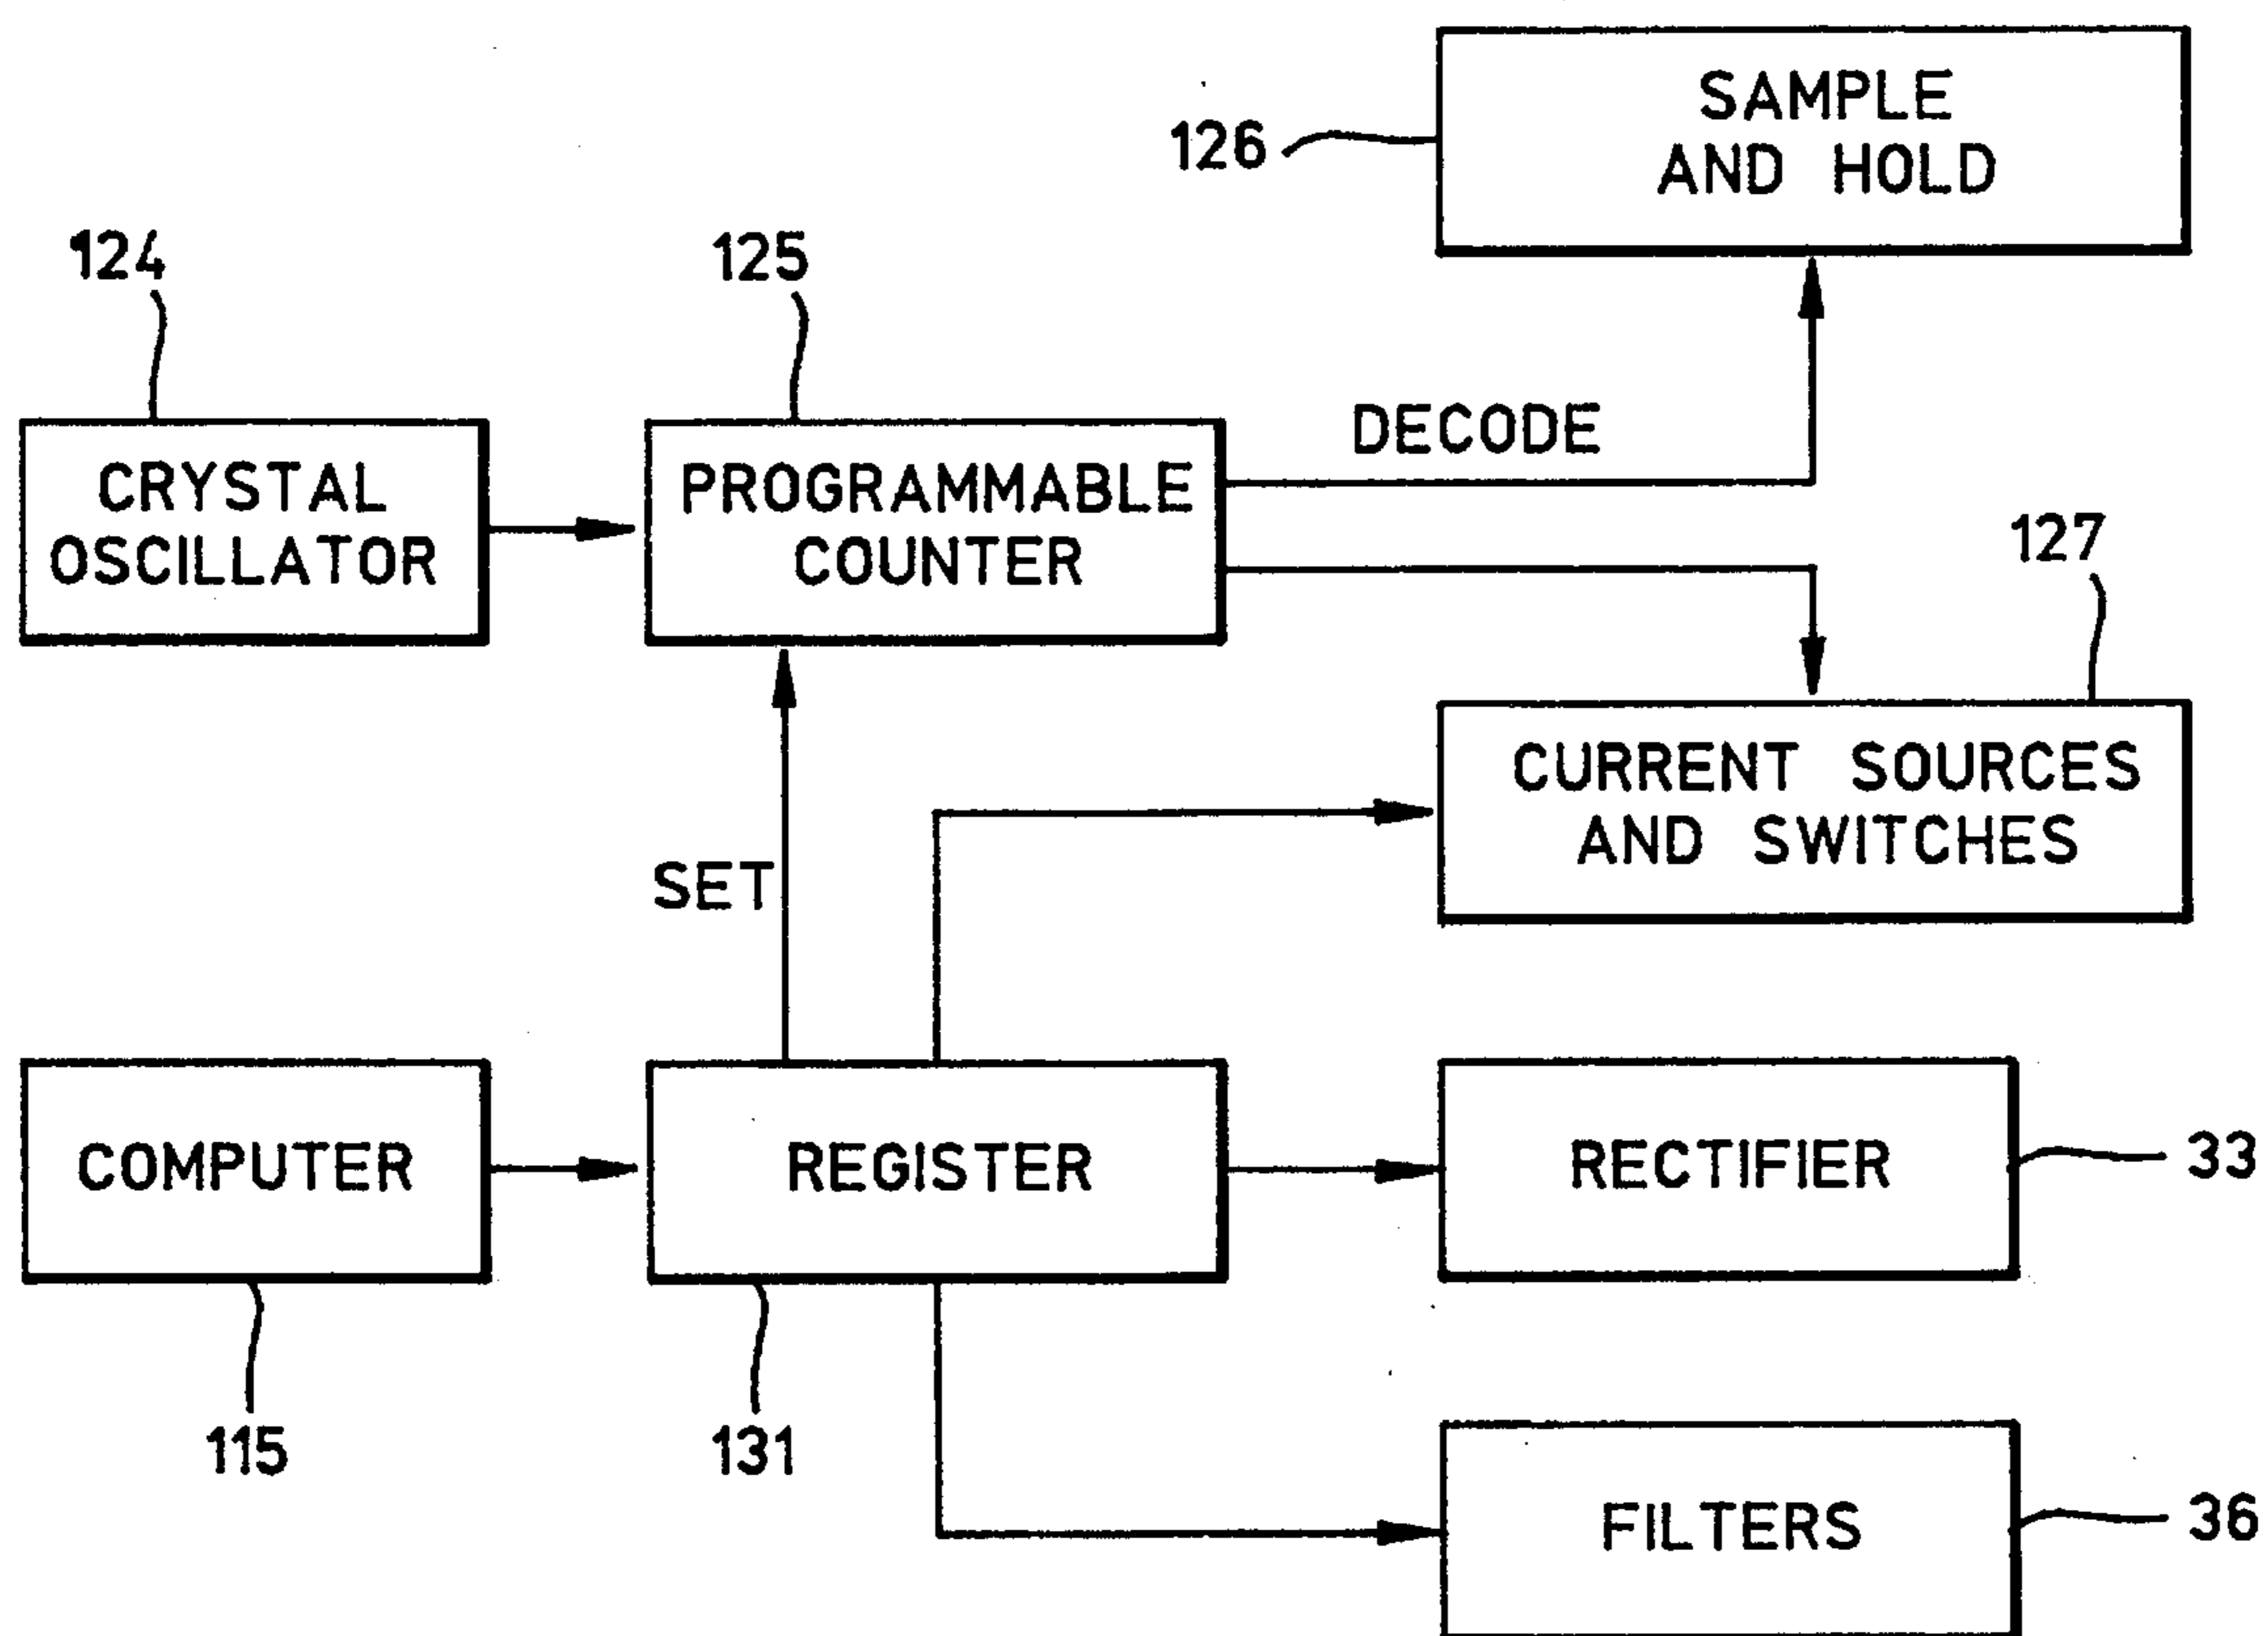 SAMPLE
AND HOLD
126
124
125
CRYSTAL
OSCILLATOR
PROGRAMMABLE
COUNTER
DECODE
127
CURRENT SOURCES
AND SWITCHES
SET
COMPUTER
REGISTER
RECTIFIER
33
115
131
FILTERS
36